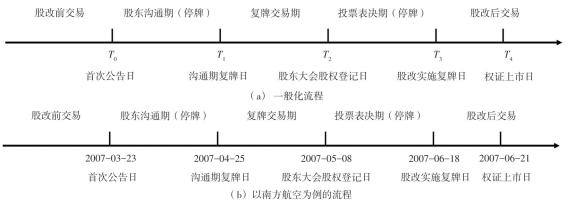 股改前交易 股东沟通期（停牌） 复牌交易期 投票表决期（停牌） 股改后交易
T0 T1 T2 T3 T4
首次公告日 沟通期复牌日 股东大会股权登记日 股改实施复牌日 权证上市日
（a）一般化流程
股改前交易 股东沟通期（停牌） 复牌交易期 投票表决期（停牌） 股改后交易
2007-03-23 2007-04-25 2007-05-08 2007-06-18 2007-06-21
首次公告日 沟通期复牌日 股东大会股权登记日 股改实施复牌日 权证上市日
（b）以南方航空为例的流程